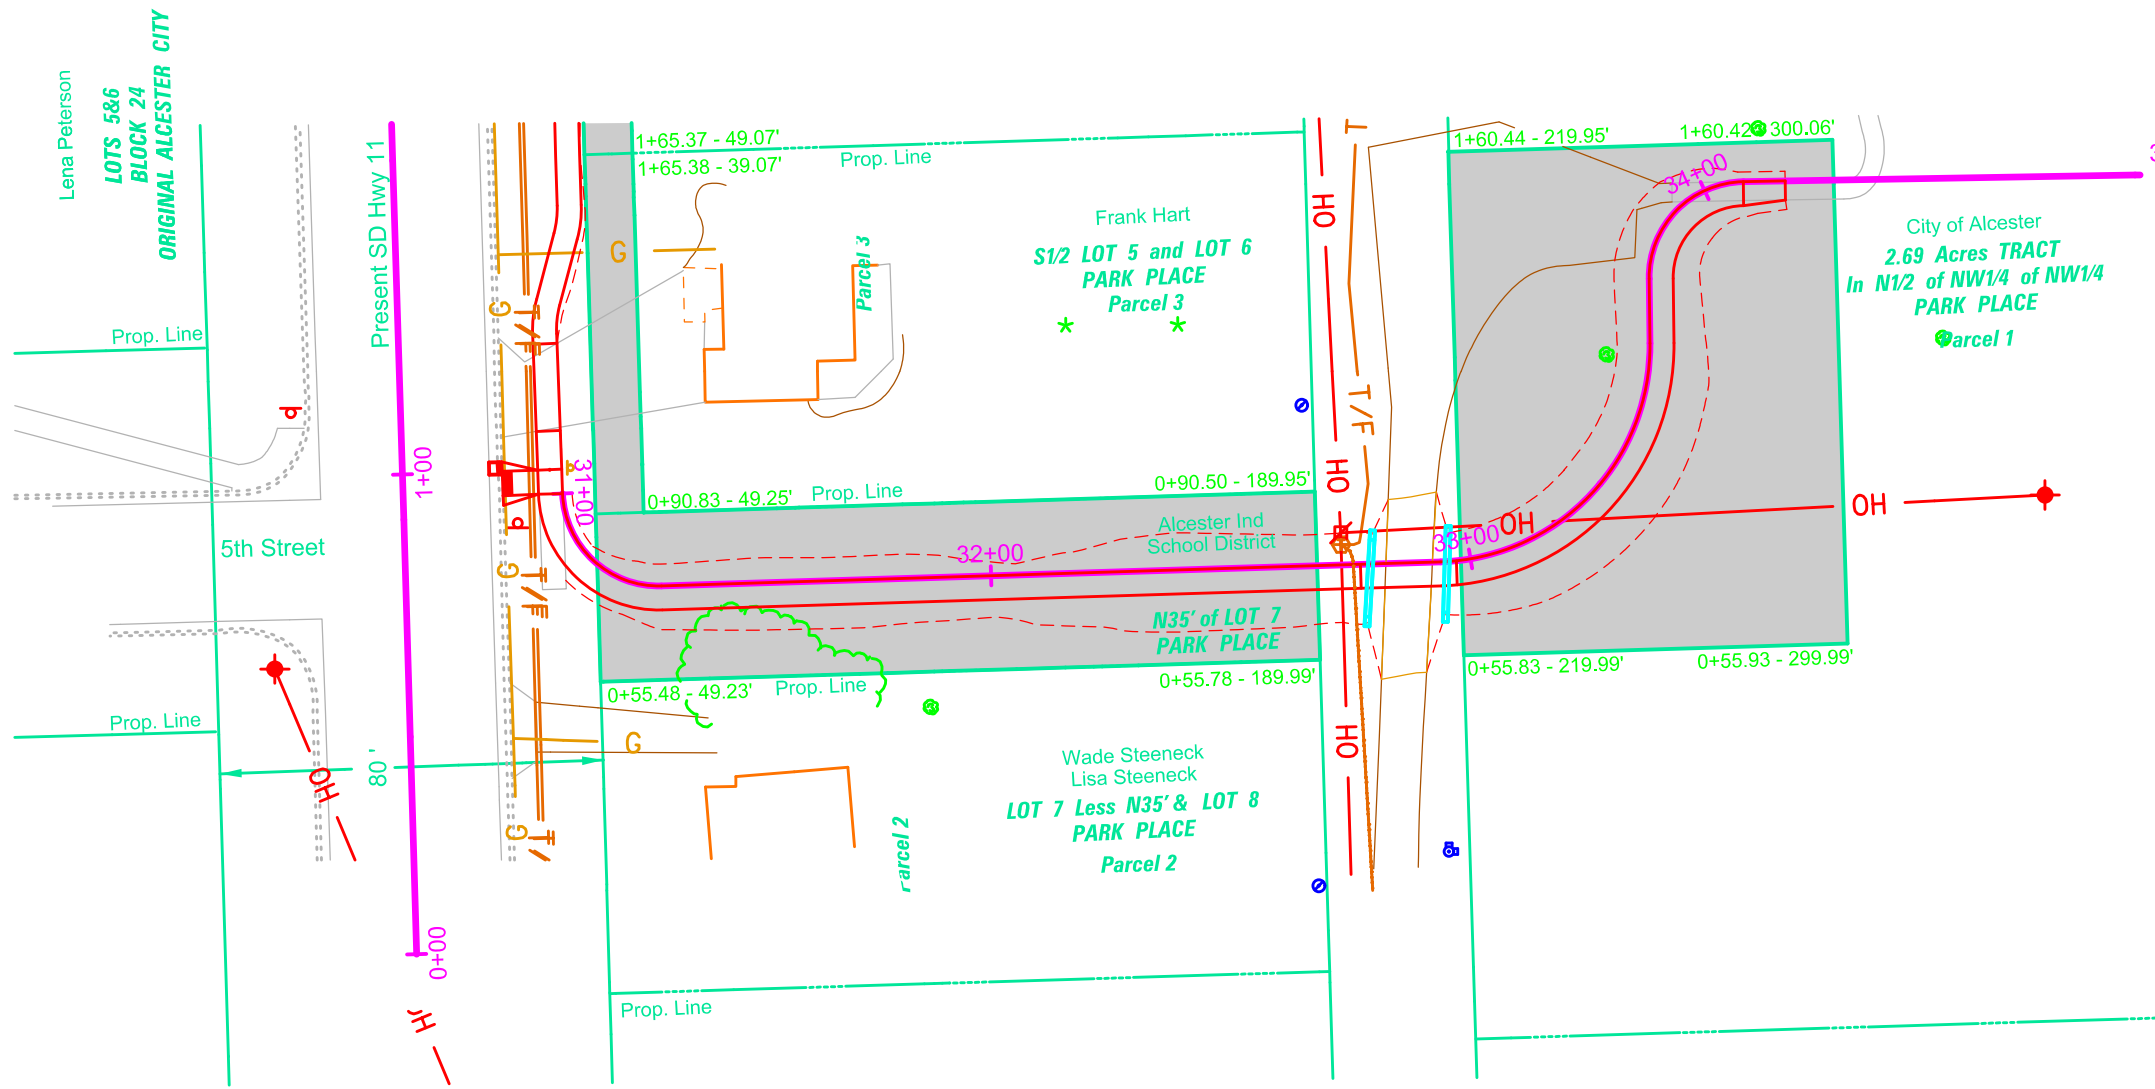 Lena Peterson
LOTS 5&6
BLOCK 24
ORIGINAL ALCESTER CITY
Present SD Hwy 11
1+65.37 - 49.07'
1+65.38 - 39.07'
Prop. Line
1+60.44 - 219.95'
1+60.42 - 300.06'
34+00
Frank Hart
S1/2 LOT 5 and LOT 6
PARK PLACE
Parcel 3
Parcel 3
City of Alcester
2.69 Acres TRACT
In N1/2 of NW1/4 of NW1/4
PARK PLACE
Parcel 1
G
OH
T
G
T/F
Prop. Line
T/F
1+00
31+00
OH
0+90.83 - 49.25'
Prop. Line
0+90.50 - 189.95'
Alcester Ind
School District
OH
OH
33+00
32+00
5th Street
G
T/F
N35' of LOT 7
PARK PLACE
0+55.48 - 49.23'
Prop. Line
0+55.78 - 189.99'
0+55.83 - 219.99'
0+55.93 - 299.99'
Prop. Line
80 '
OH
G
OH
Wade Steeneck
Lisa Steeneck
LOT 7 Less N35' & LOT 8
PARK PLACE
Parcel 2
Parcel 2
G
T/
0+00
Prop. Line